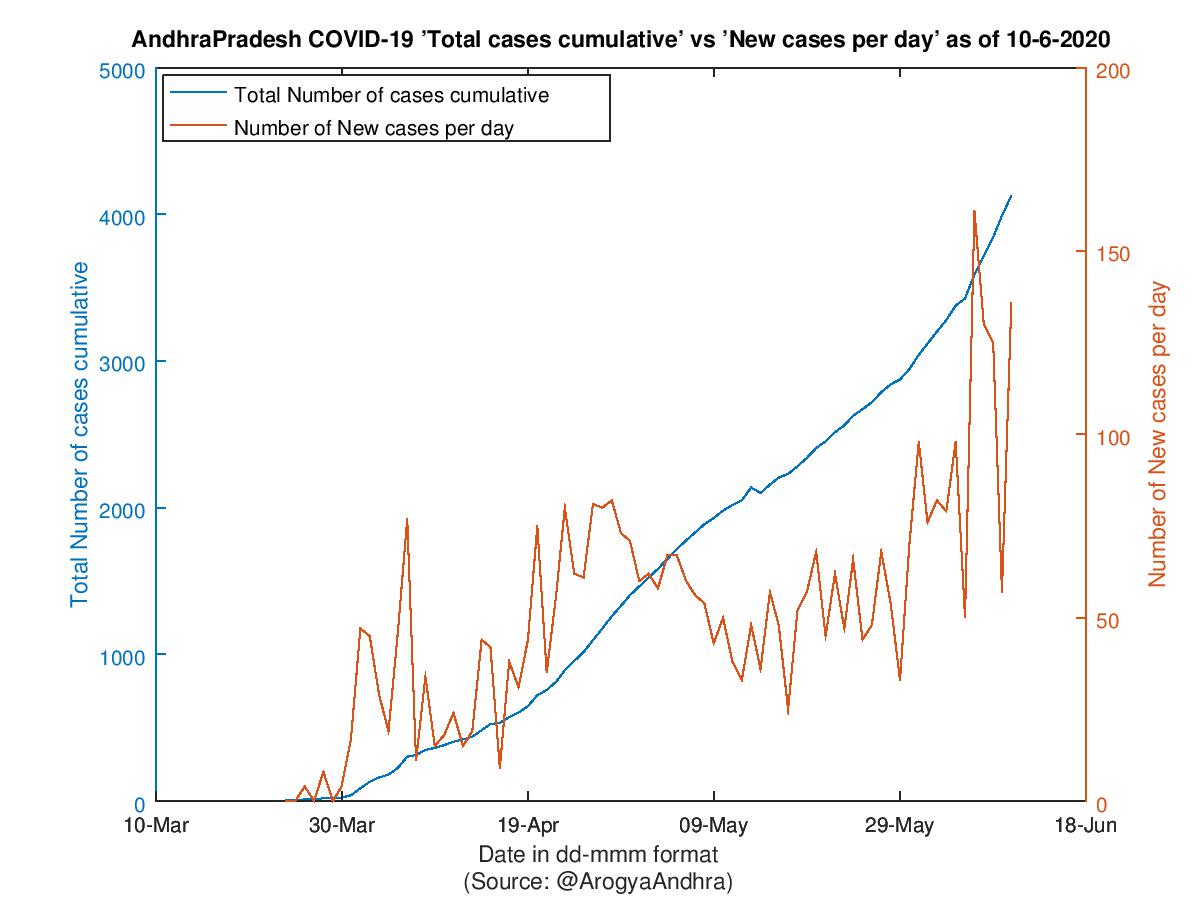 AndhraPradesh COVID-19 ’Total cases cumulative’ vs ’New cases per day’ as of 10-6-2020
Total Number of cases cumulative
Number of New cases per day
5000
4000
3000
2000
1000
0
Total Number of cases cumulative
200
150
100
50
0
Number of New cases per day
10-Mar 30-Mar 19-Apr 09-May 29-May 18-Jun
Date in dd-mmm format
(Source: @ArogyaAndhra)